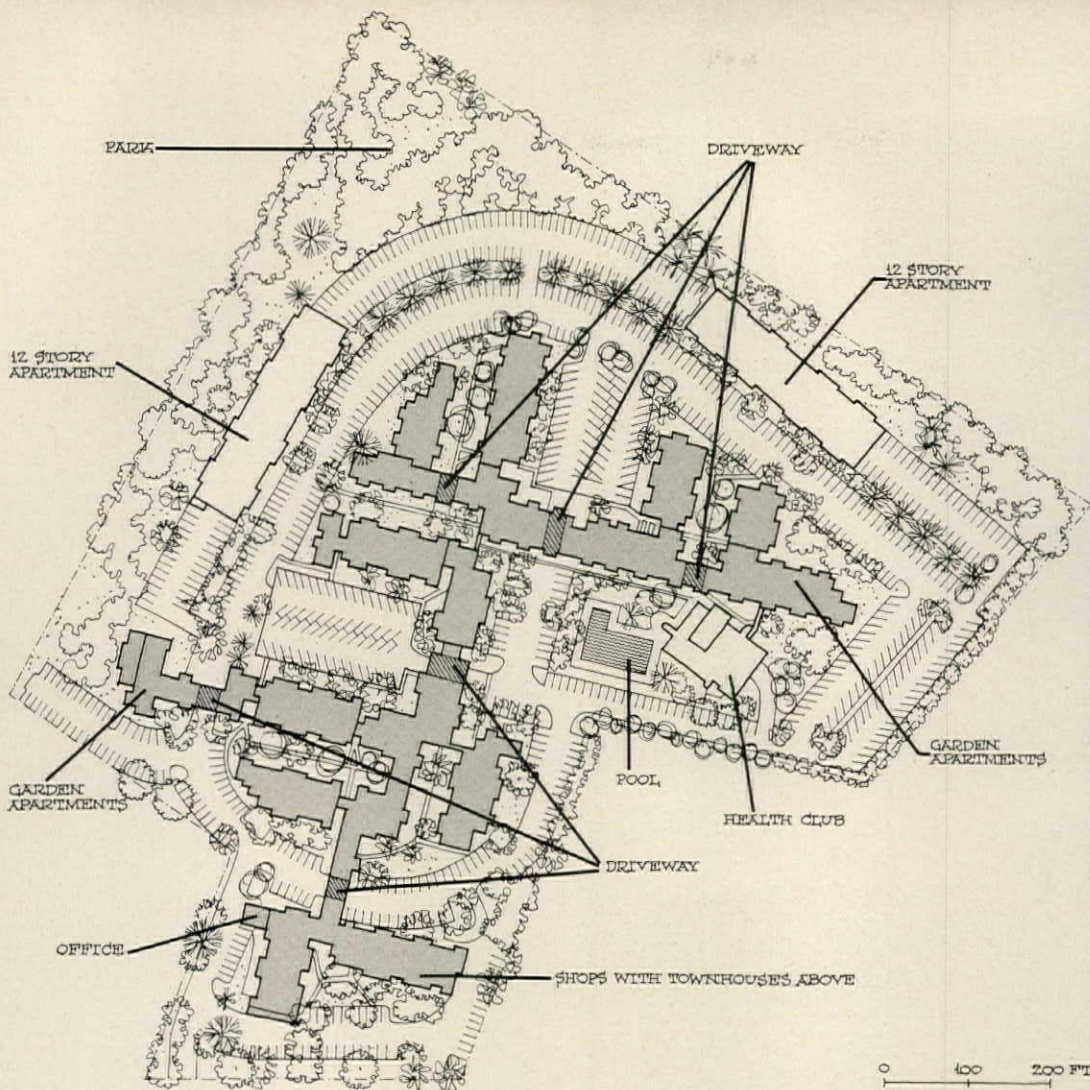 PARK
DRIVEWAY
12 STORY
APARTMENT
12 STORY
APARTMENT
GARDEN
APARTMENTS
POOL
GARDEN
APARTMENTS
HEALTH CLUB
DRIVEWAY
OFFICE
SHOPS WITH TOWNHOUSES ABOVE
0 100 200 FT